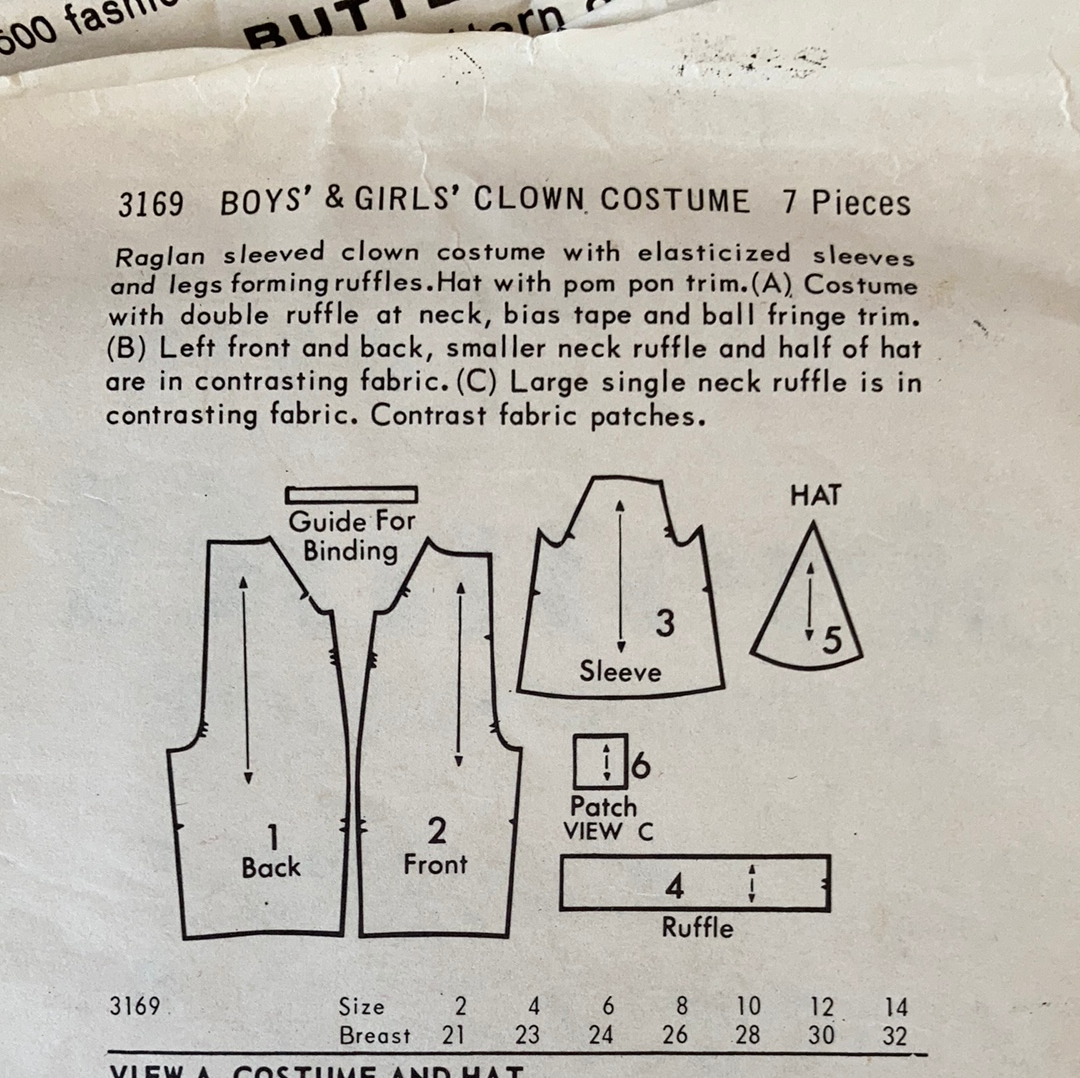 600
BUTT
3169 BOYS' & GIRLS' CLOWN COSTUME 7 Pieces
Raglan sleeved clown costume with elasticized sleeves
and legs forming ruffles. Hat with pom pon trim. (A) Costume
with double ruffle at neck, bias tape and ball fringe trim.
(B) Left front and back, smaller neck ruffle and half of hat
are in contrasting fabric. (C) Large single neck ruffle is in
contrasting fabric. Contrast fabric patches.
Guide For
Binding
HAT
3
Sleeve
5
1
Back
2
Front
6
Patch
VIEW C
4
Ruffle
3169 Size 2 4 6 8 10 12 14
Breast 21 23 24 26 28 30 32
VIEW A COSTUME AND HAT